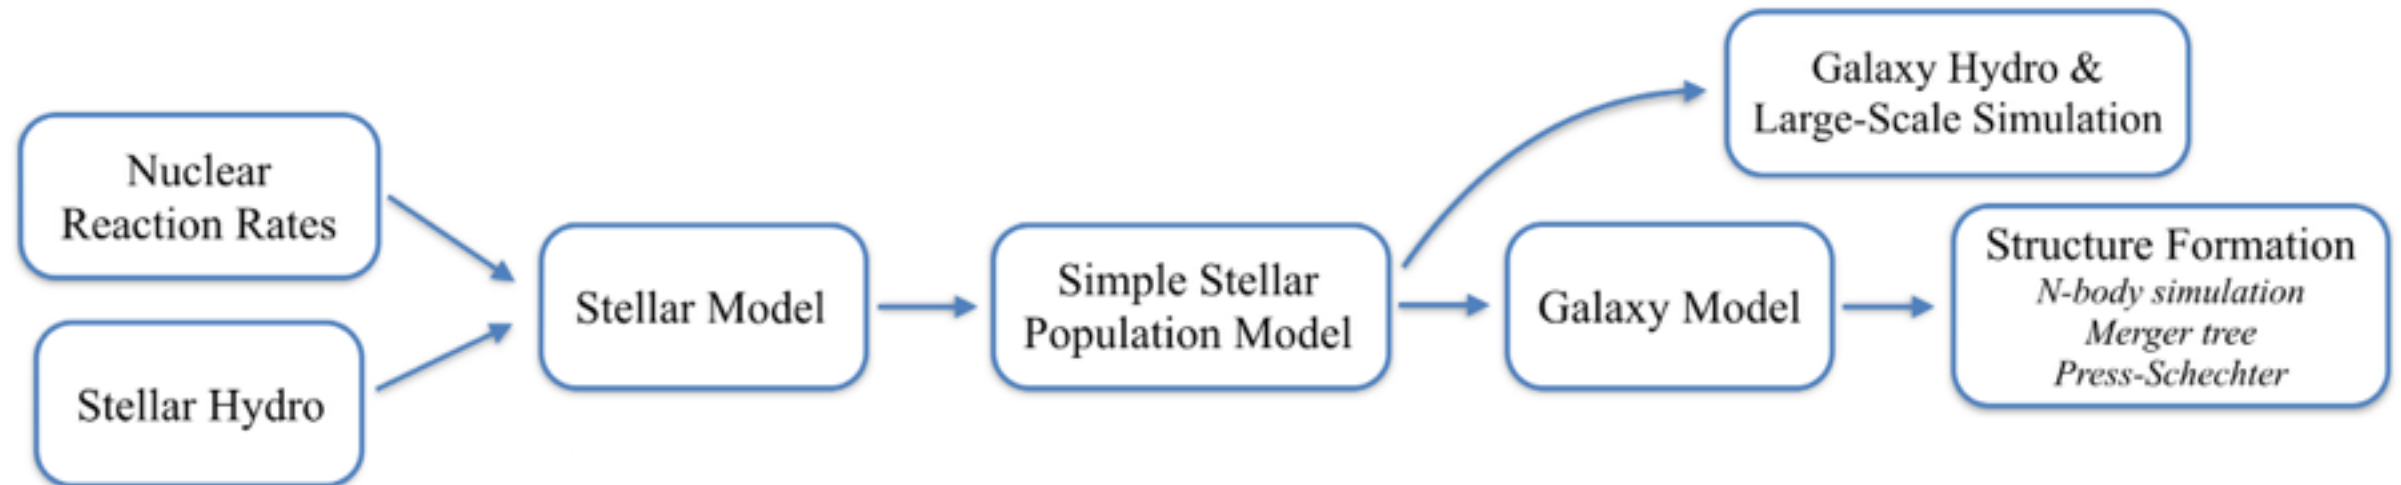 Nuclear
Reaction Rates
Stellar Hydro
Stellar Model
Simple Stellar
Population Model
Galaxy Hydro &
Large-Scale Simulation
Galaxy Model
Structure Formation
N-body simulation
Merger tree
Press-Schechter